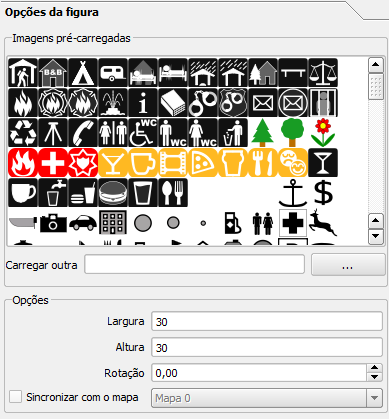 Opções da figura
Imagens pré-carregadas
B&B
i
WC
WC
WC
$
Carregar outra
...
Opções
Largura
30
Altura
30
Rotação
0,00
Sincronizar com o mapa
Mapa 0